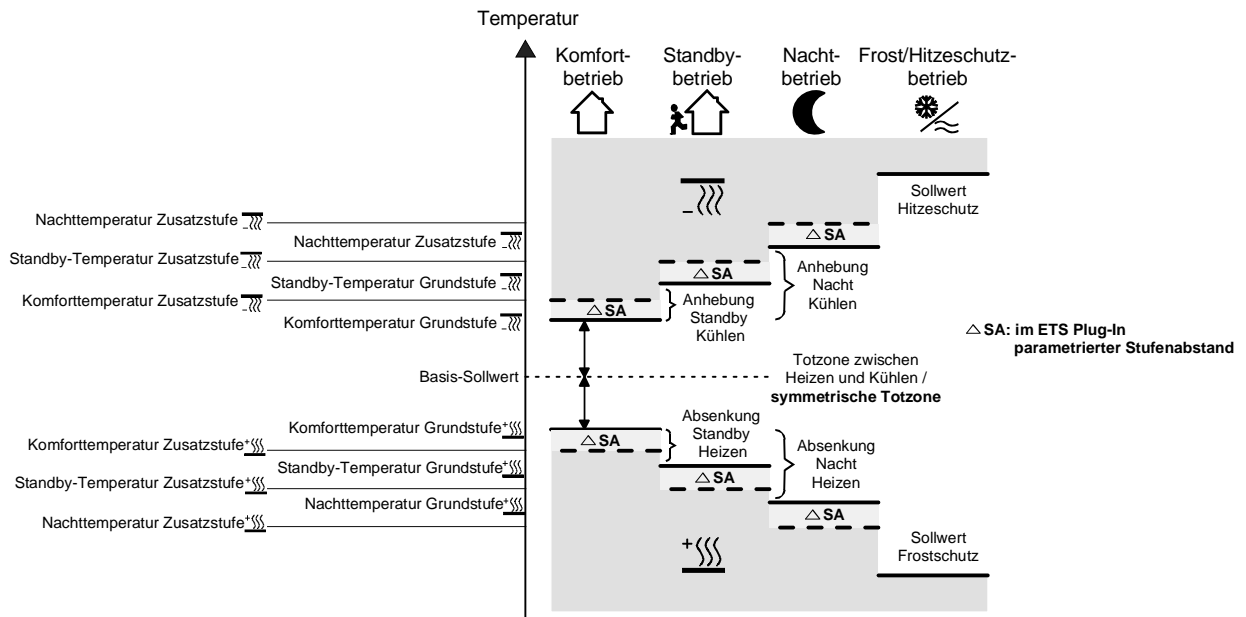 Temperatur
Komfort-
betrieb
Standby-
betrieb
Nacht-
betrieb
Frost/Hitzeschutz-
betrieb
Sollwert
Hitzeschutz
Nachttemperatur Zusatzstufe
Nachttemperatur Zusatzstufe
Standby-Temperatur Zusatzstufe
Standby-Temperatur Grundstufe
Komforttemperatur Zusatzstufe
Komforttemperatur Grundstufe
△ SA
△ SA
△ SA
Anhebung
Standby
Kühlen
Anhebung
Nacht
Kühlen
△ SA: im ETS Plug-In
parametrierter Stufenabstand
Basis-Sollwert
Totzone zwischen
Heizen und Kühlen /
symmetrische Totzone
Komforttemperatur Grundstufe
Komforttemperatur Zusatzstufe
Standby-Temperatur Grundstufe
Standby-Temperatur Zusatzstufe
Nachttemperatur Grundstufe
Nachttemperatur Zusatzstufe
△ SA
△ SA
△ SA
Absenkung
Standby
Heizen
Absenkung
Nacht
Heizen
Sollwert
Frostschutz